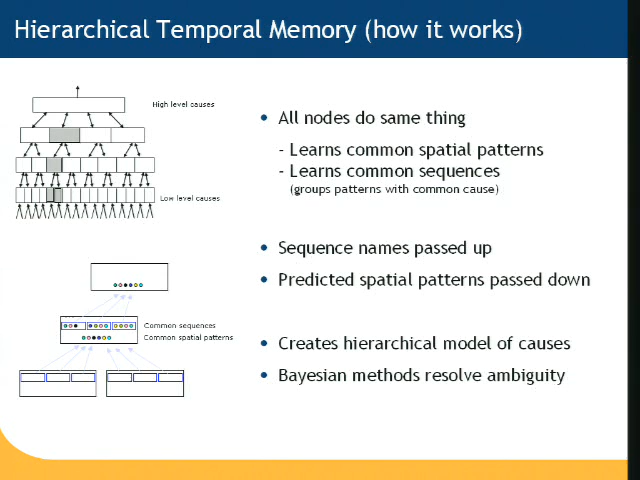 Hierarchical Temporal Memory (how it works)
High level causes
Low level causes
• All nodes do same thing
- Learns common spatial patterns
- Learns common sequences
(groups patterns with common cause)
• Sequence names passed up
• Predicted spatial patterns passed down
Common sequences
Common spatial patterns
• Creates hierarchical model of causes
• Bayesian methods resolve ambiguity